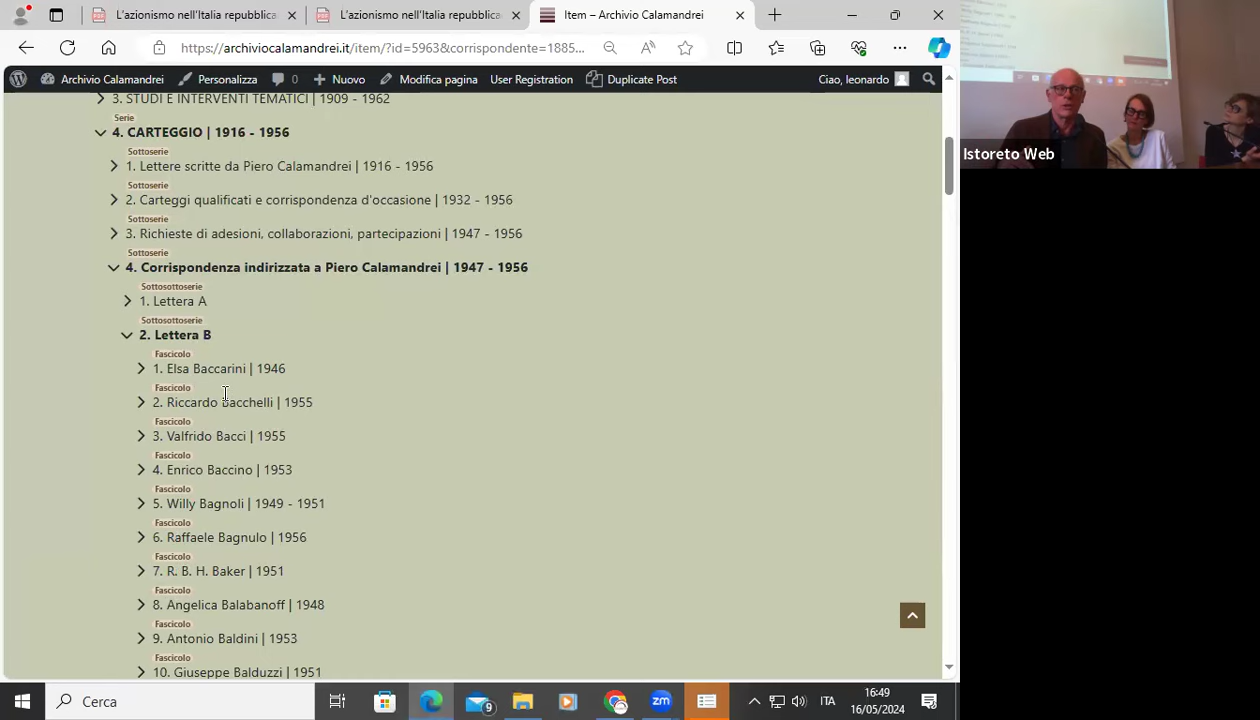 L'azionismo nell'Italia repubblica
L'azionismo nell'Italia repubblica
Item – Archivio Calamandrei
https://archiviocalamandrei.it/item/?id=5963&corrispondente=1885...
Archivio Calamandrei
Personalizza
0
Nuovo
Modifica pagina
User Registration
Duplicate Post
Ciao, leonardo
3. STUDI E INTERVENTI TEMATICI | 1909 - 1962
Serie
4. CARTEGGIO | 1916 - 1956
Sottoserie
1. Lettere scritte da Piero Calamandrei | 1916 - 1956
Sottoserie
2. Carteggi qualificati e corrispondenza d'occasione | 1932 - 1956
Sottoserie
3. Richieste di adesioni, collaborazioni, partecipazioni | 1947 - 1956
Sottoserie
4. Corrispondenza indirizzata a Piero Calamandrei | 1947 - 1956
Sottosottoserie
1. Lettera A
Sottosottoserie
2. Lettera B
Fascicolo
1. Elsa Baccarini | 1946
Fascicolo
2. Riccardo Bacchelli | 1955
Fascicolo
3. Valfrido Bacci | 1955
Fascicolo
4. Enrico Baccino | 1953
Fascicolo
5. Willy Bagnoli | 1949 - 1951
Fascicolo
6. Raffaele Bagnulo | 1956
Fascicolo
7. R. B. H. Baker | 1951
Fascicolo
8. Angelica Balabanoff | 1948
Fascicolo
9. Antonio Baldini | 1953
Fascicolo
10. Giuseppe Balduzzi | 1951
Istoreto Web
Cerca
9
zm
ITA
16:49
16/05/2024